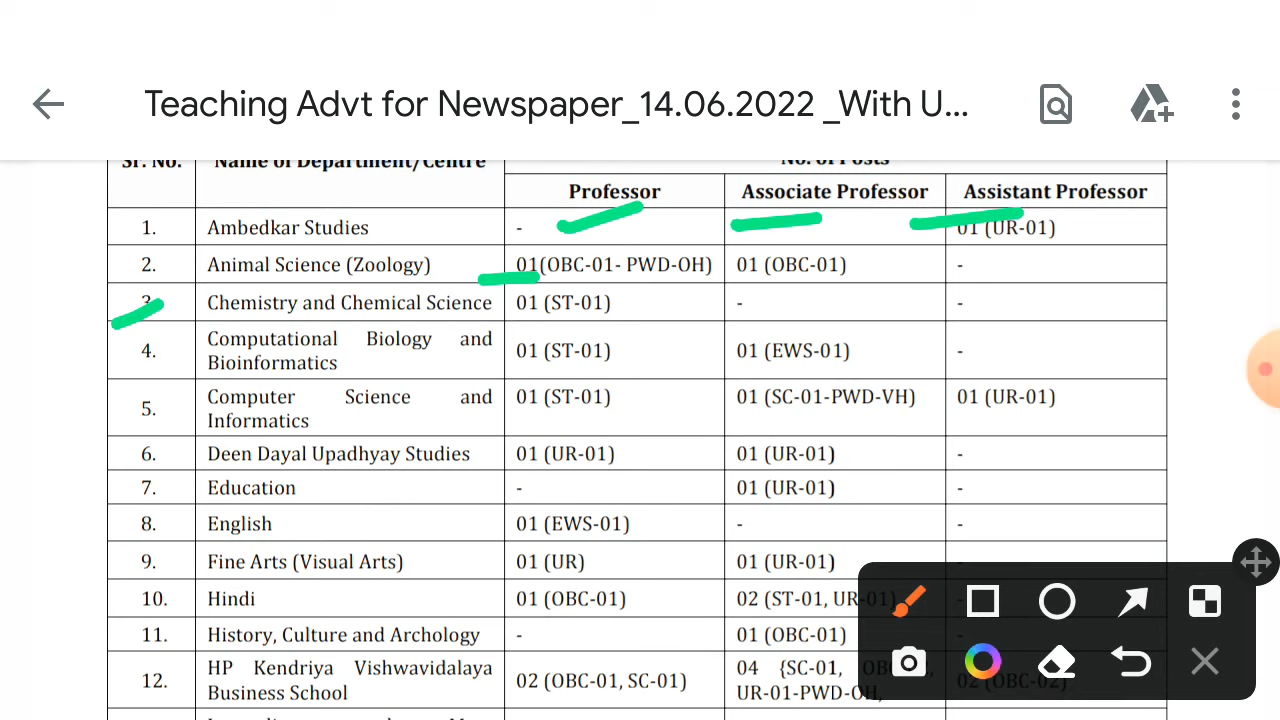 Teaching Advt for Newspaper_14.06.2022 _With U...
Sr. No. Name of Department/Centre No. of Posts
Professor Associate Professor Assistant Professor
1. Ambedkar Studies - 01 (UR-01)
2. Animal Science (Zoology) 01(OBC-01- PWD-OH) 01 (OBC-01) -
3. Chemistry and Chemical Science 01 (ST-01) - -
4. Computational Biology and Bioinformatics 01 (ST-01) 01 (EWS-01) -
5. Computer Science and Informatics 01 (ST-01) 01 (SC-01-PWD-VH) 01 (UR-01)
6. Deen Dayal Upadhyay Studies 01 (UR-01) 01 (UR-01) -
7. Education - 01 (UR-01) -
8. English 01 (EWS-01) - -
9. Fine Arts (Visual Arts) 01 (UR) 01 (UR-01)
10. Hindi 01 (OBC-01) 02 (ST-01, UR-01) -
11. History, Culture and Archology - 01 (OBC-01) -
12. HP Kendriya Vishwavidalaya Business School 02 (OBC-01, SC-01) 04 {SC-01, UR-01-PWD-OH, 02 (OBC-02)